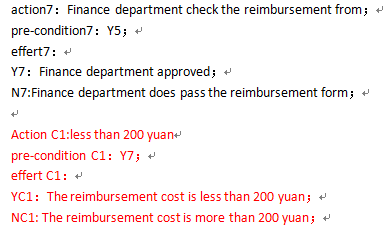 action7：Finance department check the reimbursement from；
pre-condition7：Y5；
effert7：
Y7：Finance department approved；
N7:Finance department does pass the reimbursement form；
Action C1:less than 200 yuan
pre-condition C1：Y7；
effert C1：
YC1：The reimbursement cost is less than 200 yuan；
NC1: The reimbursement cost is more than 200 yuan；